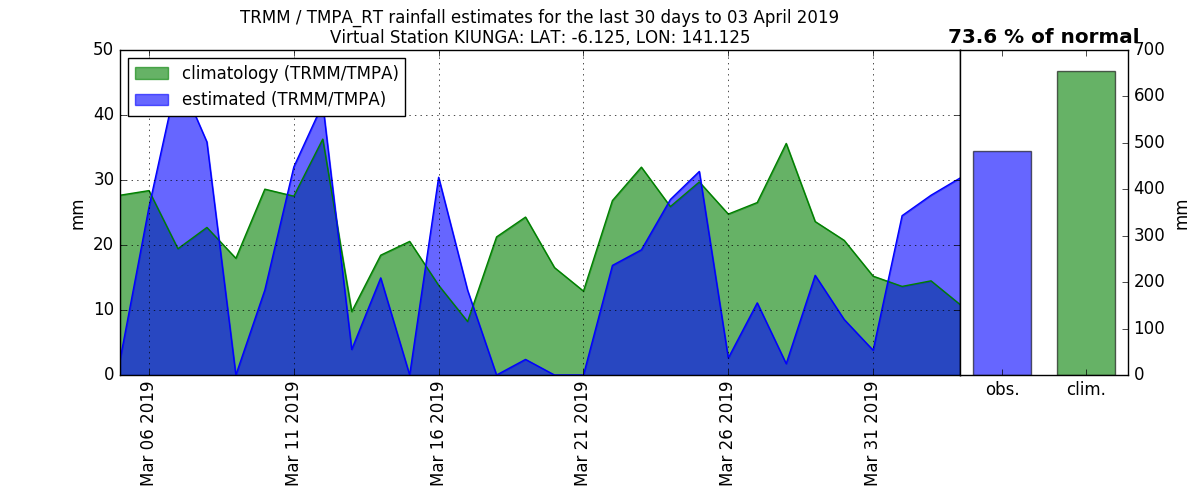 TRMM / TMPA_RT rainfall estimates for the last 30 days to 03 April 2019
Virtual Station KIUNGA: LAT: -6.125, LON: 141.125
73.6 % of normal
climatology (TRMM/TMPA)
estimated (TRMM/TMPA)
50
40
30
20
10
0
mm
Mar 06 2019
Mar 11 2019
Mar 16 2019
Mar 21 2019
Mar 26 2019
Mar 31 2019
obs.
clim.
700
600
500
400
300
200
100
0
mm